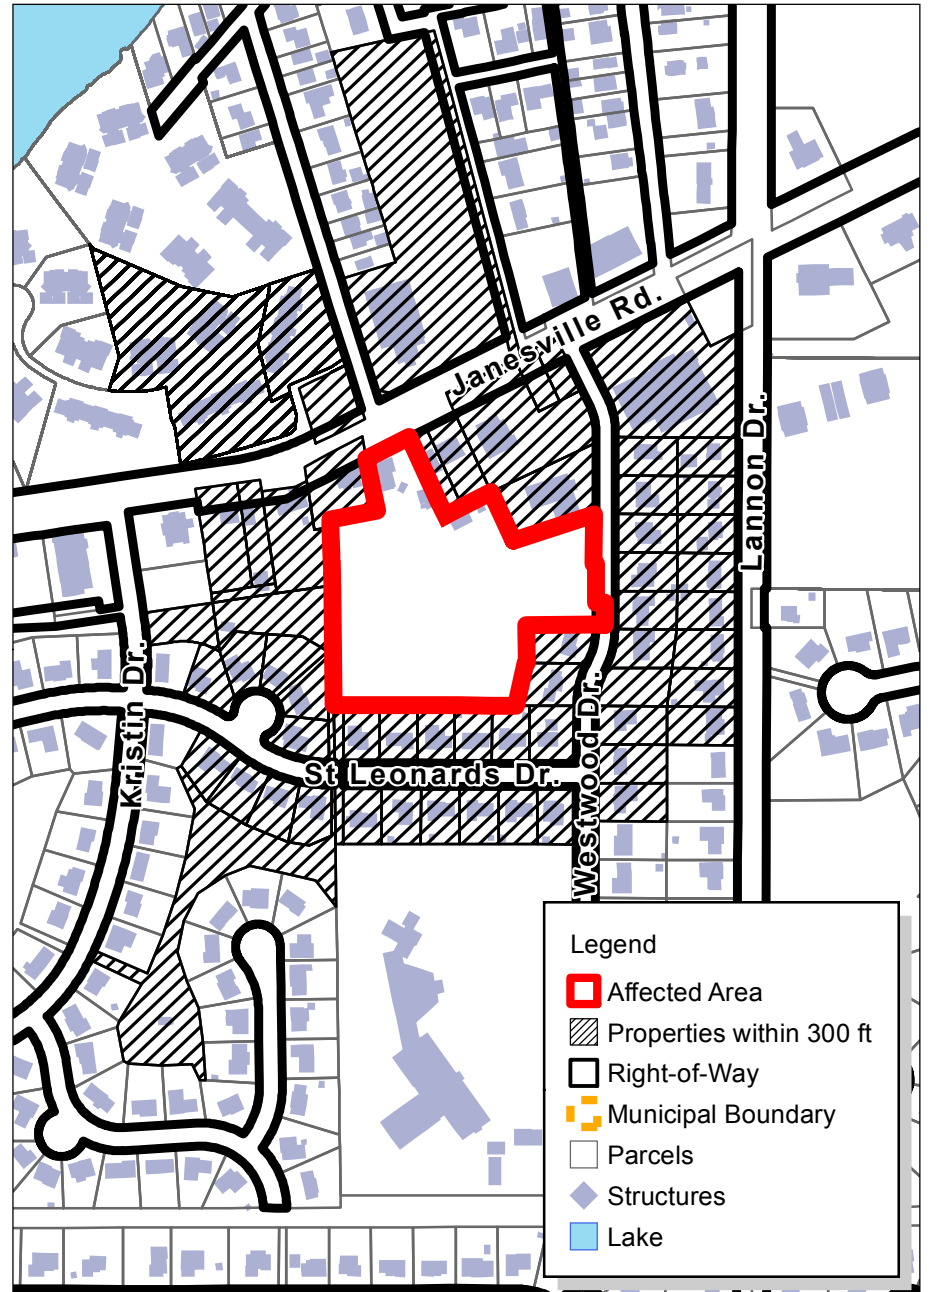 Janesville Rd.
Lannon Dr.
Kristin Dr.
St Leonards Dr.
Westwood Dr.
Legend
Affected Area
Properties within 300 ft
Right-of-Way
Municipal Boundary
Parcels
Structures
Lake